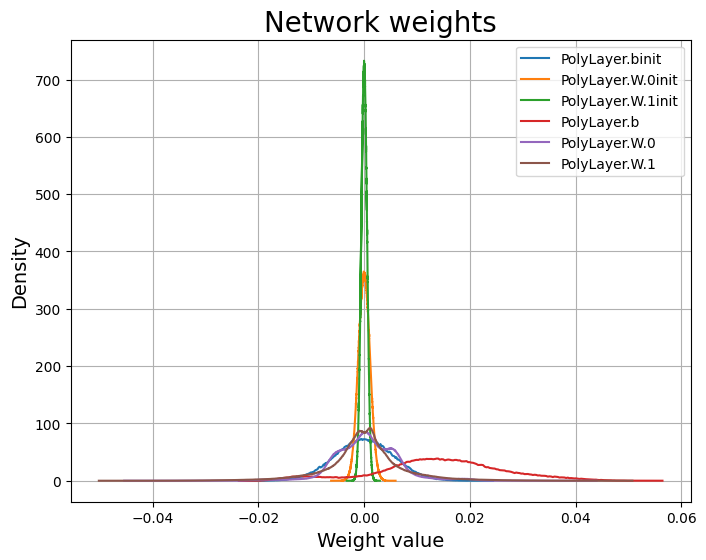 Network weights
PolyLayer.binit
PolyLayer.W.0init
PolyLayer.W.1init
PolyLayer.b
PolyLayer.W.0
PolyLayer.W.1
Density
700
600
500
400
300
200
100
0
−0.04 −0.02 0.00 0.02 0.04 0.06
Weight value